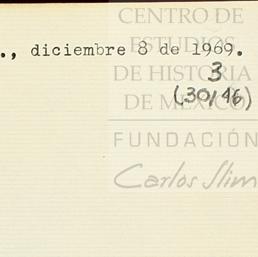 CENTRO DE
ESTUDIOS
., diciembre 8 de 1969.
DE HISTORIA
3
DE MÉXICO
(30/46)
FUNDACIÓN
Carlos Slim